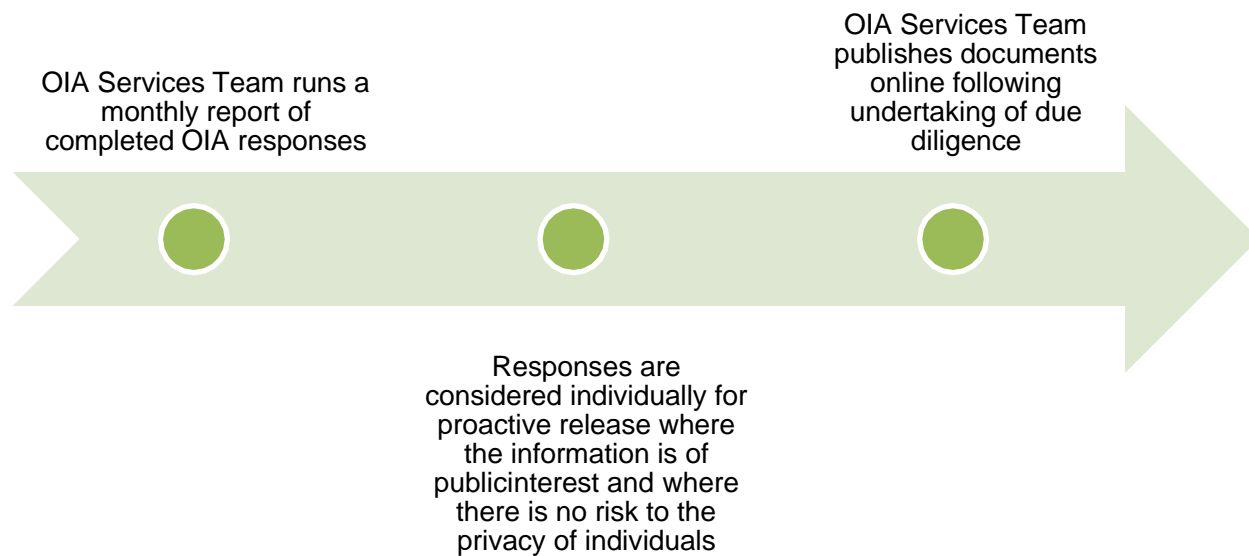 OIA Services Team runs a
monthly report of
completed OIA responses
Responses are
considered individually for
proactive release where
the information is of
publicinterest and where
there is no risk to the
privacy of individuals
OIA Services Team
publishes documents
online following
undertaking of due
diligence